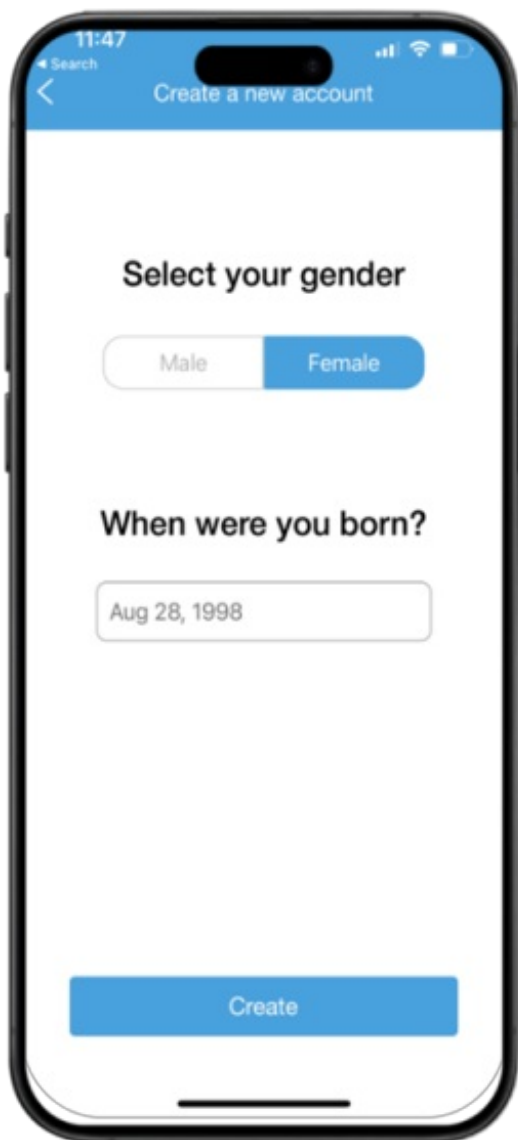 11:47
◀ Search
Create a new account
Select your gender
Male Female
When were you born?
Aug 28, 1998
Create